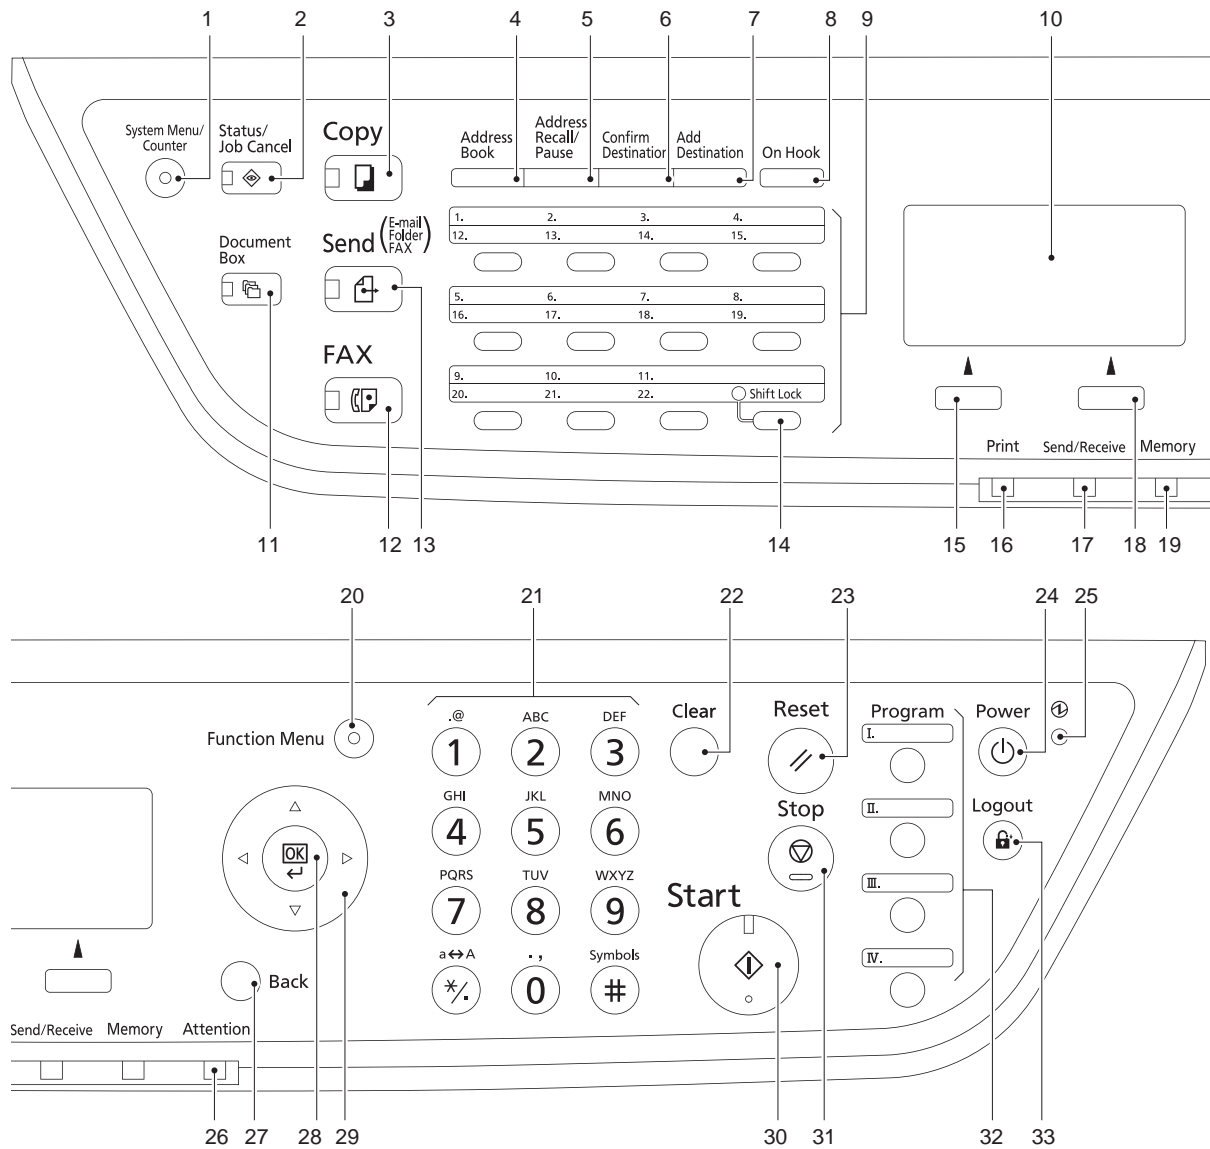 1 2 3 4 5 6 7 8 9 10
System Menu/
Counter
Status/
Job Cancel
Copy
Address
Book
Address
Recall/
Pause
Confirm
Destination
Add
Destination
On Hook
Document
Box
Send (E-mail
Folder
FAX)
FAX
1. 2. 3. 4.
12. 13. 14. 15.
5. 6. 7. 8.
16. 17. 18. 19.
9. 10. 11.
20. 21. 22. Shift Lock
Print Send/Receive Memory
11 12 13 14 15 16 17 18 19
20 21 22 23 24 25
Function Menu
OK
Back
Send/Receive Memory Attention
.@ ABC DEF
1 2 3
GHI JKL MNO
4 5 6
PQRS TUV WXYZ
7 8 9
a↔A . , Symbols
*/. 0 #
Clear
Reset
Stop
Start
Program
I.
II.
III.
IV.
Power
Logout
26 27 28 29 30 31 32 33